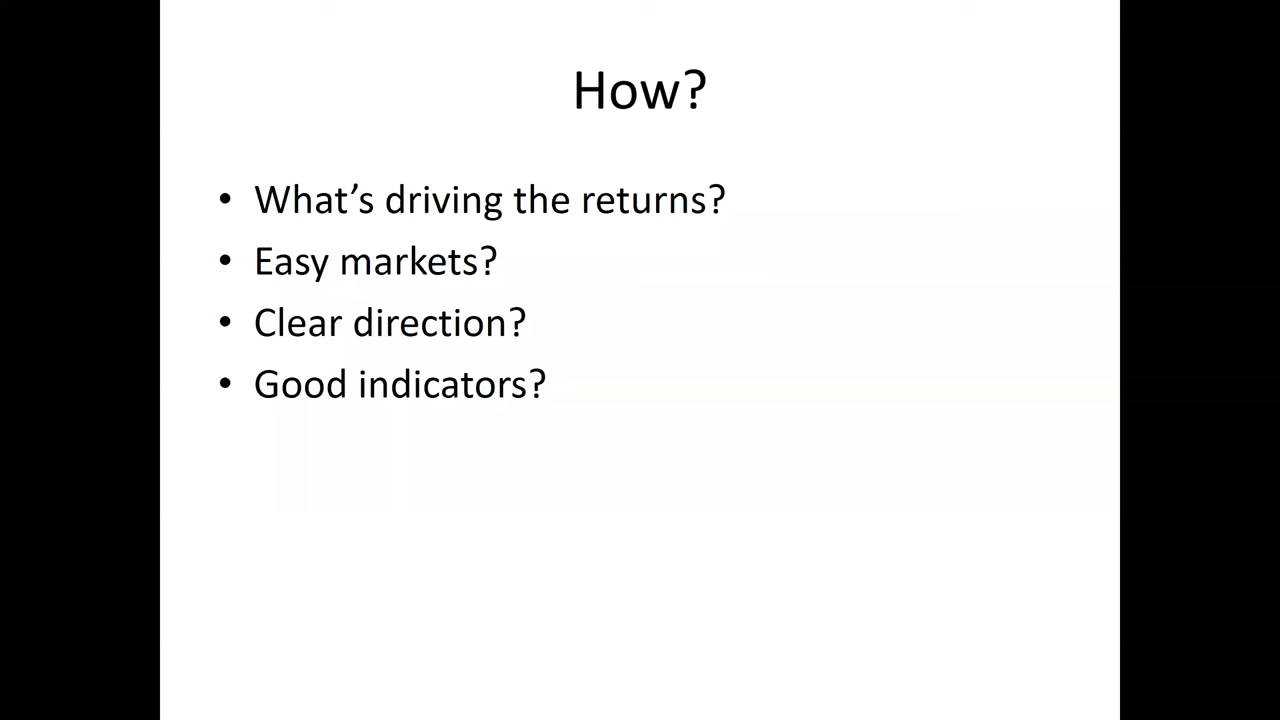 How?
• What’s driving the returns?
• Easy markets?
• Clear direction?
• Good indicators?